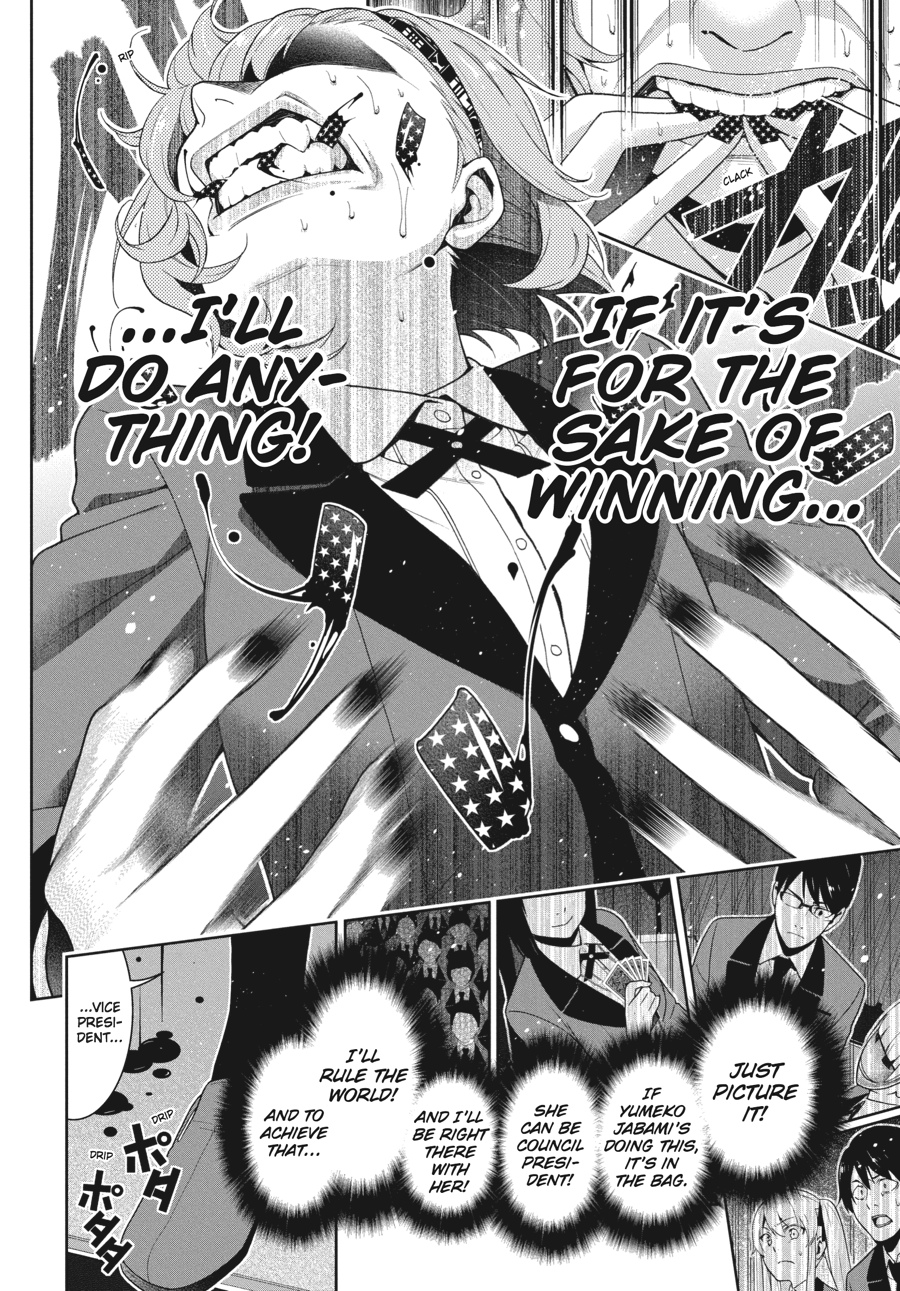 CLACK
RIP
IF IT'S
FOR THE
SAKE OF
WINNING...
...I'LL
DO ANY-
THING!
JUST
PICTURE
IT!
IF
YUMEKO
JABAMI'S
DOING THIS,
IT'S IN
THE BAG.
SHE
CAN BE
COUNCIL
PRESI-
DENT!
AND I'LL
BE RIGHT
THERE
WITH
HER!
I'LL
RULE THE
WORLD!
AND TO
ACHIEVE
THAT...
...VICE
PRESI-
DENT...
DRIP
ポタ
DRIP
ポタタ